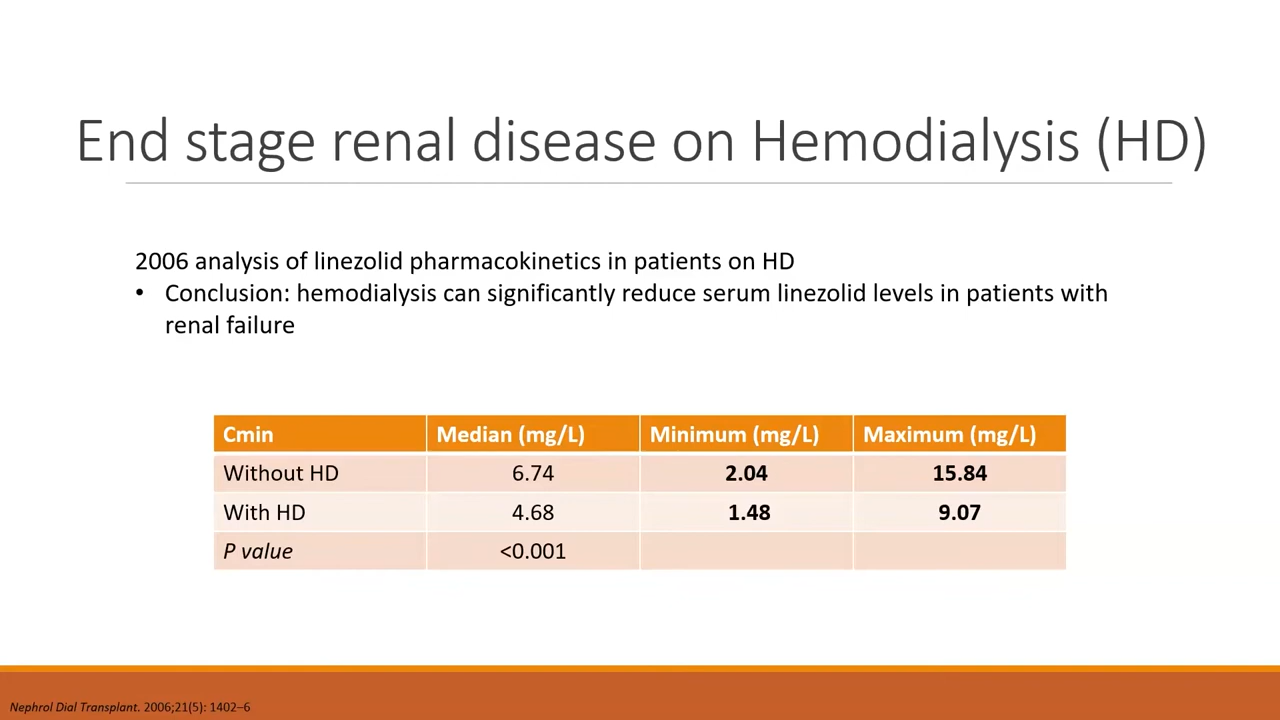 End stage renal disease on Hemodialysis (HD)
2006 analysis of linezolid pharmacokinetics in patients on HD
• Conclusion: hemodialysis can significantly reduce serum linezolid levels in patients with
renal failure
Cmin Median (mg/L) Minimum (mg/L) Maximum (mg/L)
Without HD 6.74 2.04 15.84
With HD 4.68 1.48 9.07
P value <0.001
Nephrol Dial Transplant. 2006;21(5): 1402–6